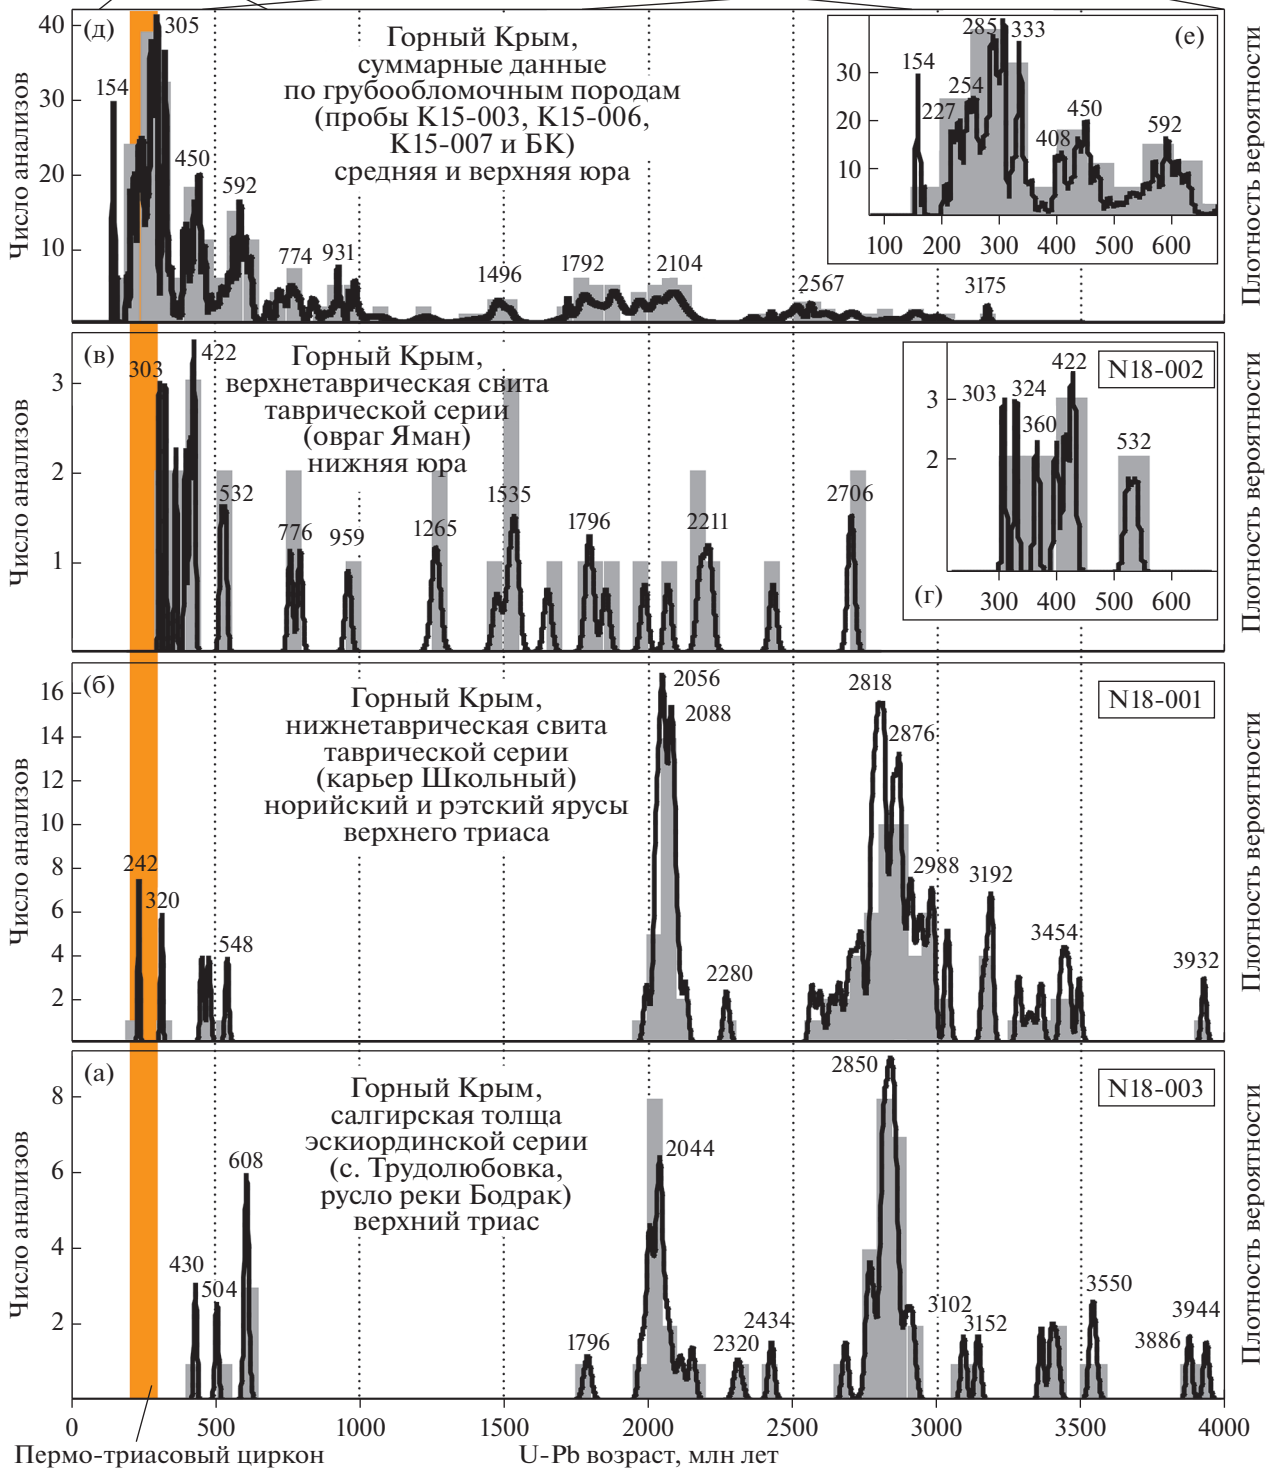 (д)
Горный Крым,
суммарные данные
по грубообломочным породам
(пробы К15-003, К15-006,
К15-007 и БК)
средняя и верхняя юра
Число анализов
40
30
20
10
154
305
450
592
774
931
1496
1792
2104
2567
3175
Плотность вероятности
(е)
30
20
10
154
227
254
285
333
408
450
592
100 200 300 400 500 600
(в)
Горный Крым,
верхнетаврическая свита
таврической серии
(овраг Яман)
нижняя юра
Число анализов
3
2
1
303
422
532
776
959
1265
1535
1796
2211
2706
Плотность вероятности
N18-002
3
2
303
324
360
422
532
(г)
300 400 500 600
(б)
Горный Крым,
нижнетаврическая свита
таврической серии
(карьер Школьный)
норийский и рэтский ярусы
верхнего триаса
N18-001
Число анализов
16
14
12
10
8
6
4
2
242
320
548
2056
2088
2280
2818
2876
2988
3192
3454
3932
Плотность вероятности
(а)
Горный Крым,
салгирская толща
эскиординской серии
(с. Трудолюбовка,
русло реки Бодрак)
верхний триас
N18-003
Число анализов
8
6
4
2
430
504
608
1796
2044
2320
2434
2850
3102
3152
3550
3886
3944
Плотность вероятности
0 500 1000 1500 2000 2500 3000 3500 4000
Пермо-триасовый циркон
U-Pb возраст, млн лет